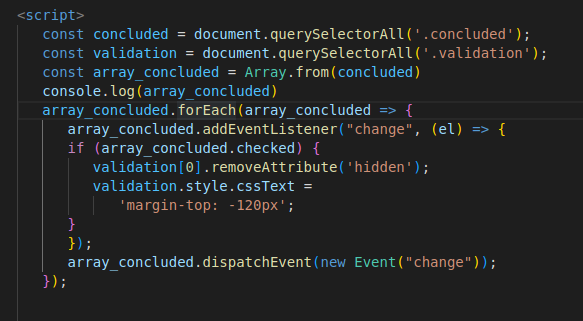 <script>
const concluded = document.querySelectorAll('.concluded');
const validation = document.querySelectorAll('.validation');
const array_concluded = Array.from(concluded)
console.log(array_concluded)
array_concluded.forEach(array_concluded => {
array_concluded.addEventListener("change", (el) => {
if (array_concluded.checked) {
validation[0].removeAttribute('hidden');
validation.style.cssText =
'margin-top: -120px';
}
});
array_concluded.dispatchEvent(new Event("change"));
});